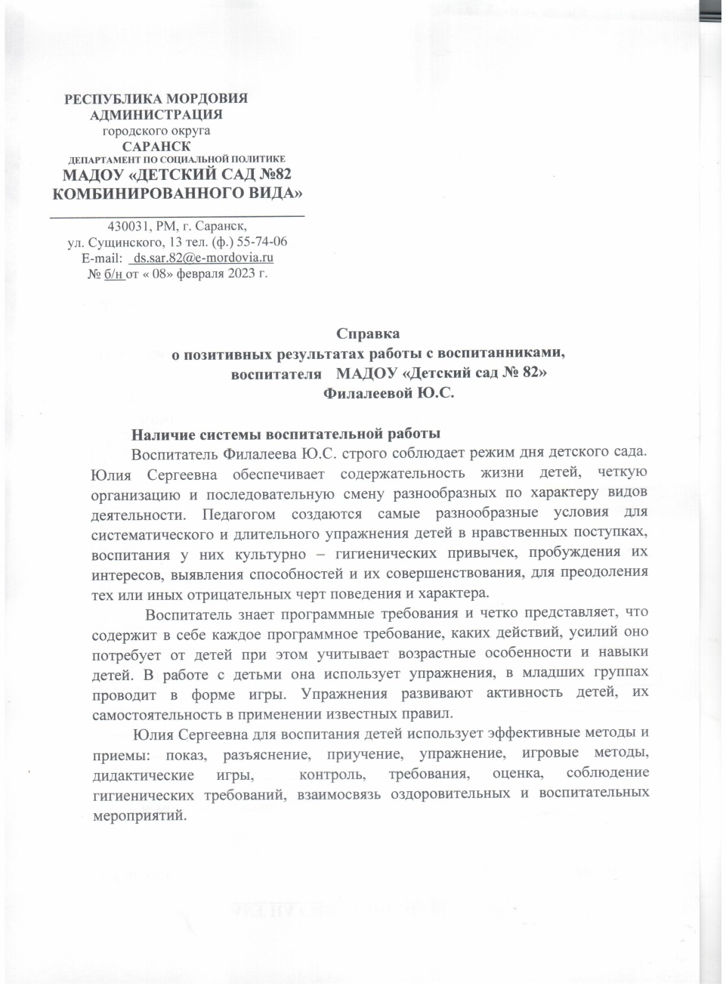 РЕСПУБЛИКА МОРДОВИЯ
АДМИНИСТРАЦИЯ
городского округа
САРАНСК
ДЕПАРТАМЕНТ ПО СОЦИАЛЬНОЙ ПОЛИТИКЕ
МАДОУ «ДЕТСКИЙ САД №82
КОМБИНИРОВАННОГО ВИДА»
430031, РМ, г. Саранск,
ул. Сущинского, 13 тел. (ф.) 55-74-06
E-mail: ds.sar.82@e-mordovia.ru
№ б/н от « 08» февраля 2023 г.
Справка
о позитивных результатах работы с воспитанниками,
воспитателя МАДОУ «Детский сад № 82»
Филалеевой Ю.С.
Наличие системы воспитательной работы
Воспитатель Филалеева Ю.С. строго соблюдает режим дня детского сада.
Юлия Сергеевна обеспечивает содержательность жизни детей, четкую
организацию и последовательную смену разнообразных по характеру видов
деятельности. Педагогом создаются самые разнообразные условия для
систематического и длительного упражнения детей в нравственных поступках,
воспитания у них культурно – гигиенических привычек, пробуждения их
интересов, выявления способностей и их совершенствования, для преодоления
тех или иных отрицательных черт поведения и характера.
Воспитатель знает программные требования и четко представляет, что
содержит в себе каждое программное требование, каких действий, усилий оно
потребует от детей при этом учитывает возрастные особенности и навыки
детей. В работе с детьми она использует упражнения, в младших группах
проводит в форме игры. Упражнения развивают активность детей, их
самостоятельность в применении известных правил.
Юлия Сергеевна для воспитания детей использует эффективные методы и
приемы: показ, разъяснение, приучение, упражнение, игровые методы,
дидактические игры, контроль, требования, оценка, соблюдение
гигиенических требований, взаимосвязь оздоровительных и воспитательных
мероприятий.